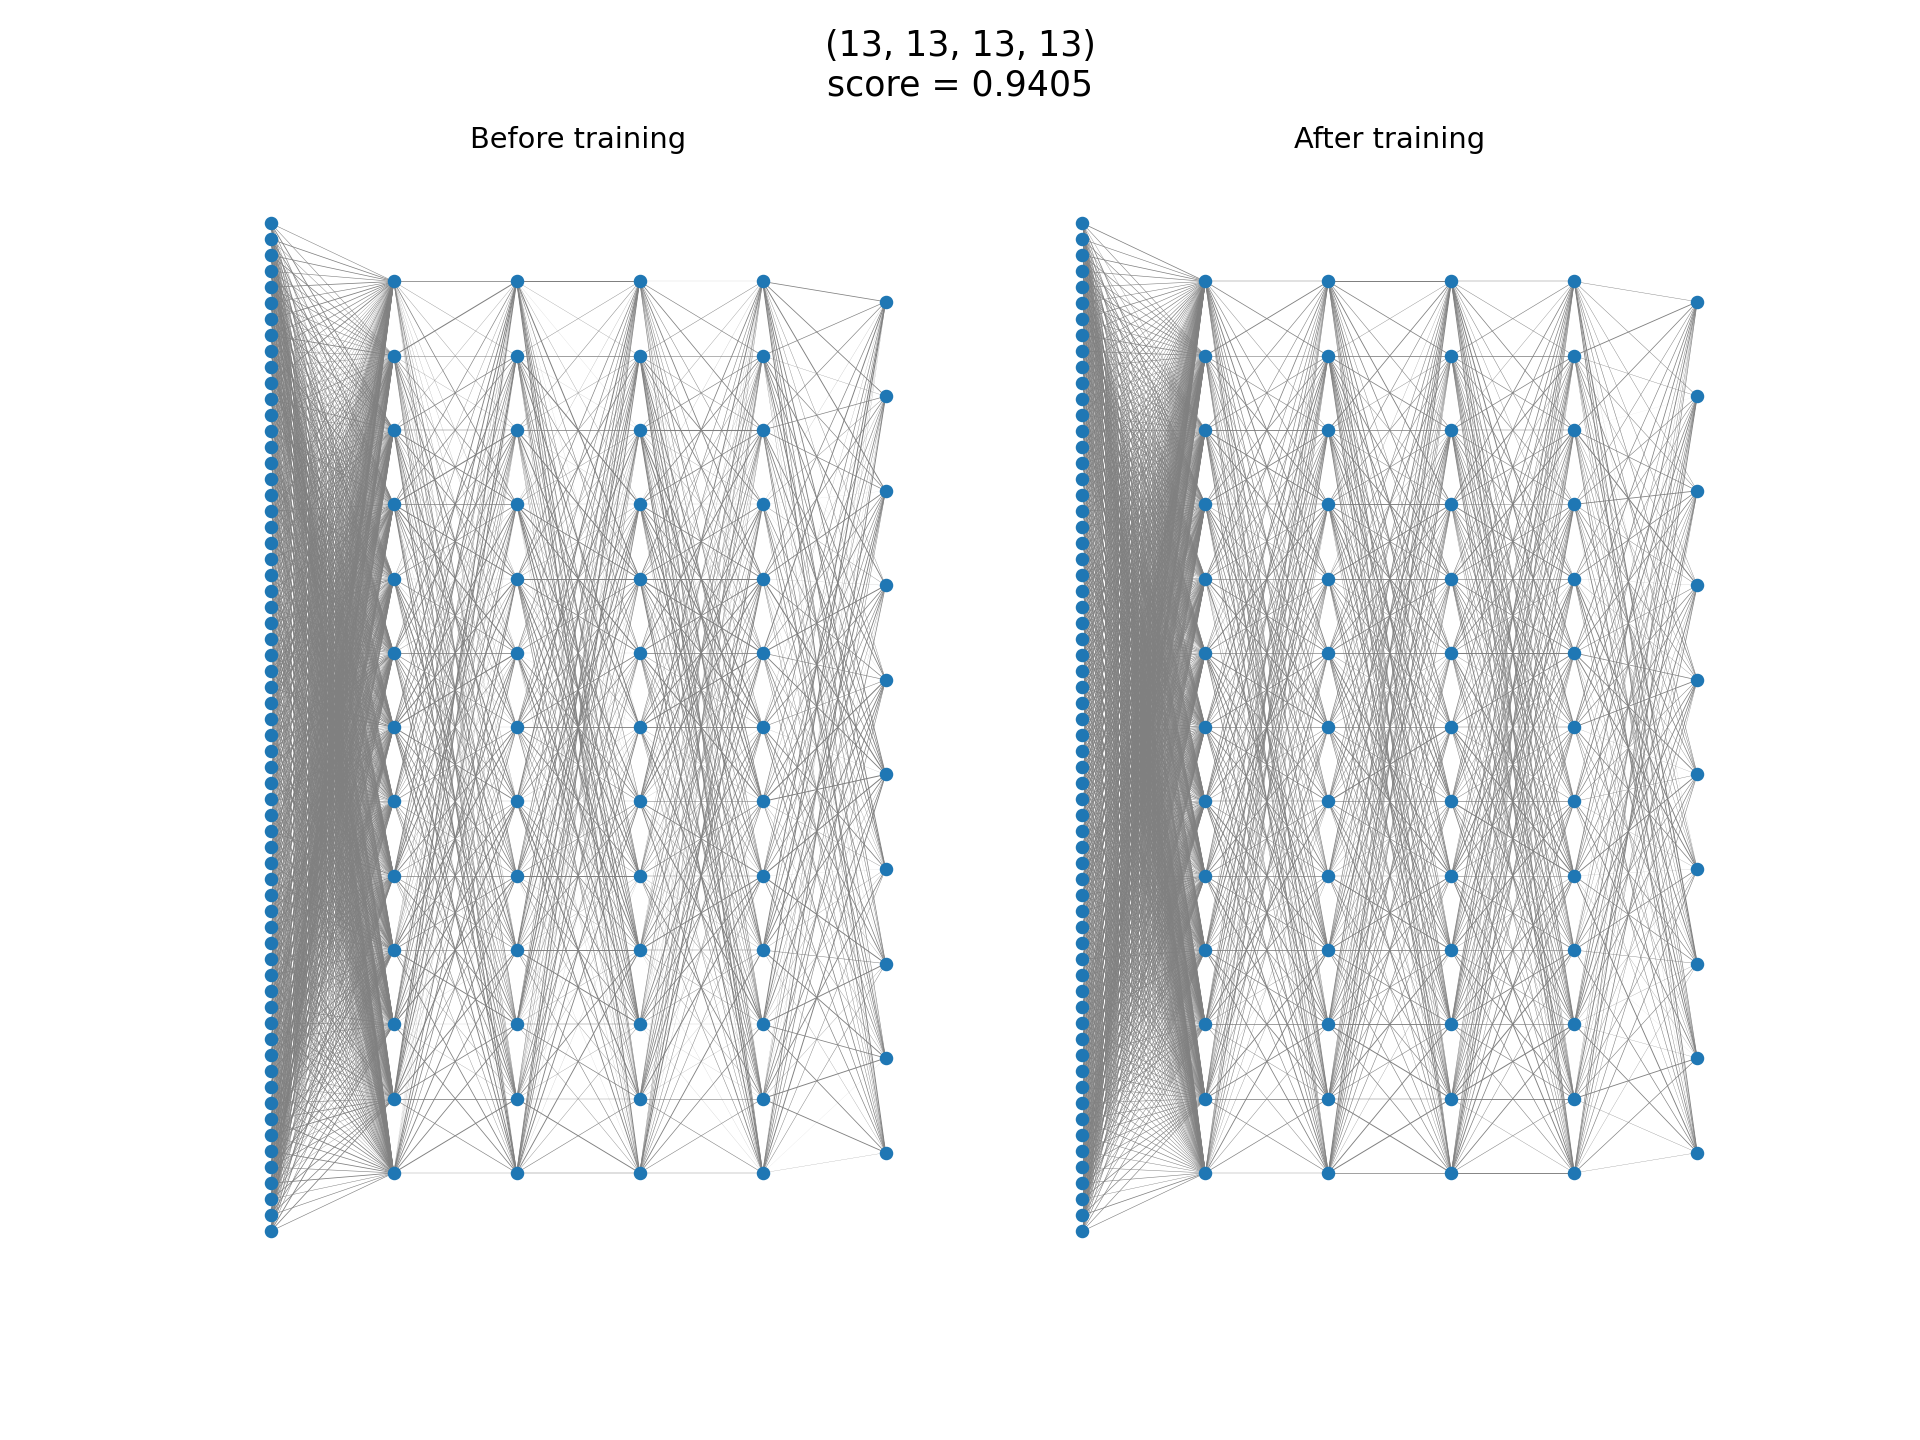 (13, 13, 13, 13)
score = 0.9405
Before training
After training